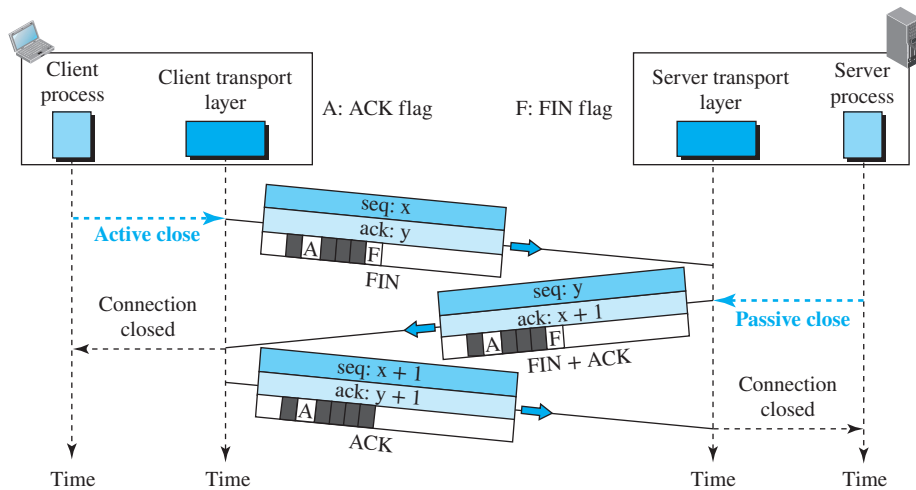 Client
process
Client transport
layer
A: ACK flag
F: FIN flag
Server transport
layer
Server
process
Active close
seq: x
ack: y
A
F
FIN
Passive close
seq: y
ack: x + 1
A
F
FIN + ACK
Connection
closed
seq: x + 1
ack: y + 1
A
ACK
Connection
closed
Time
Time
Time
Time